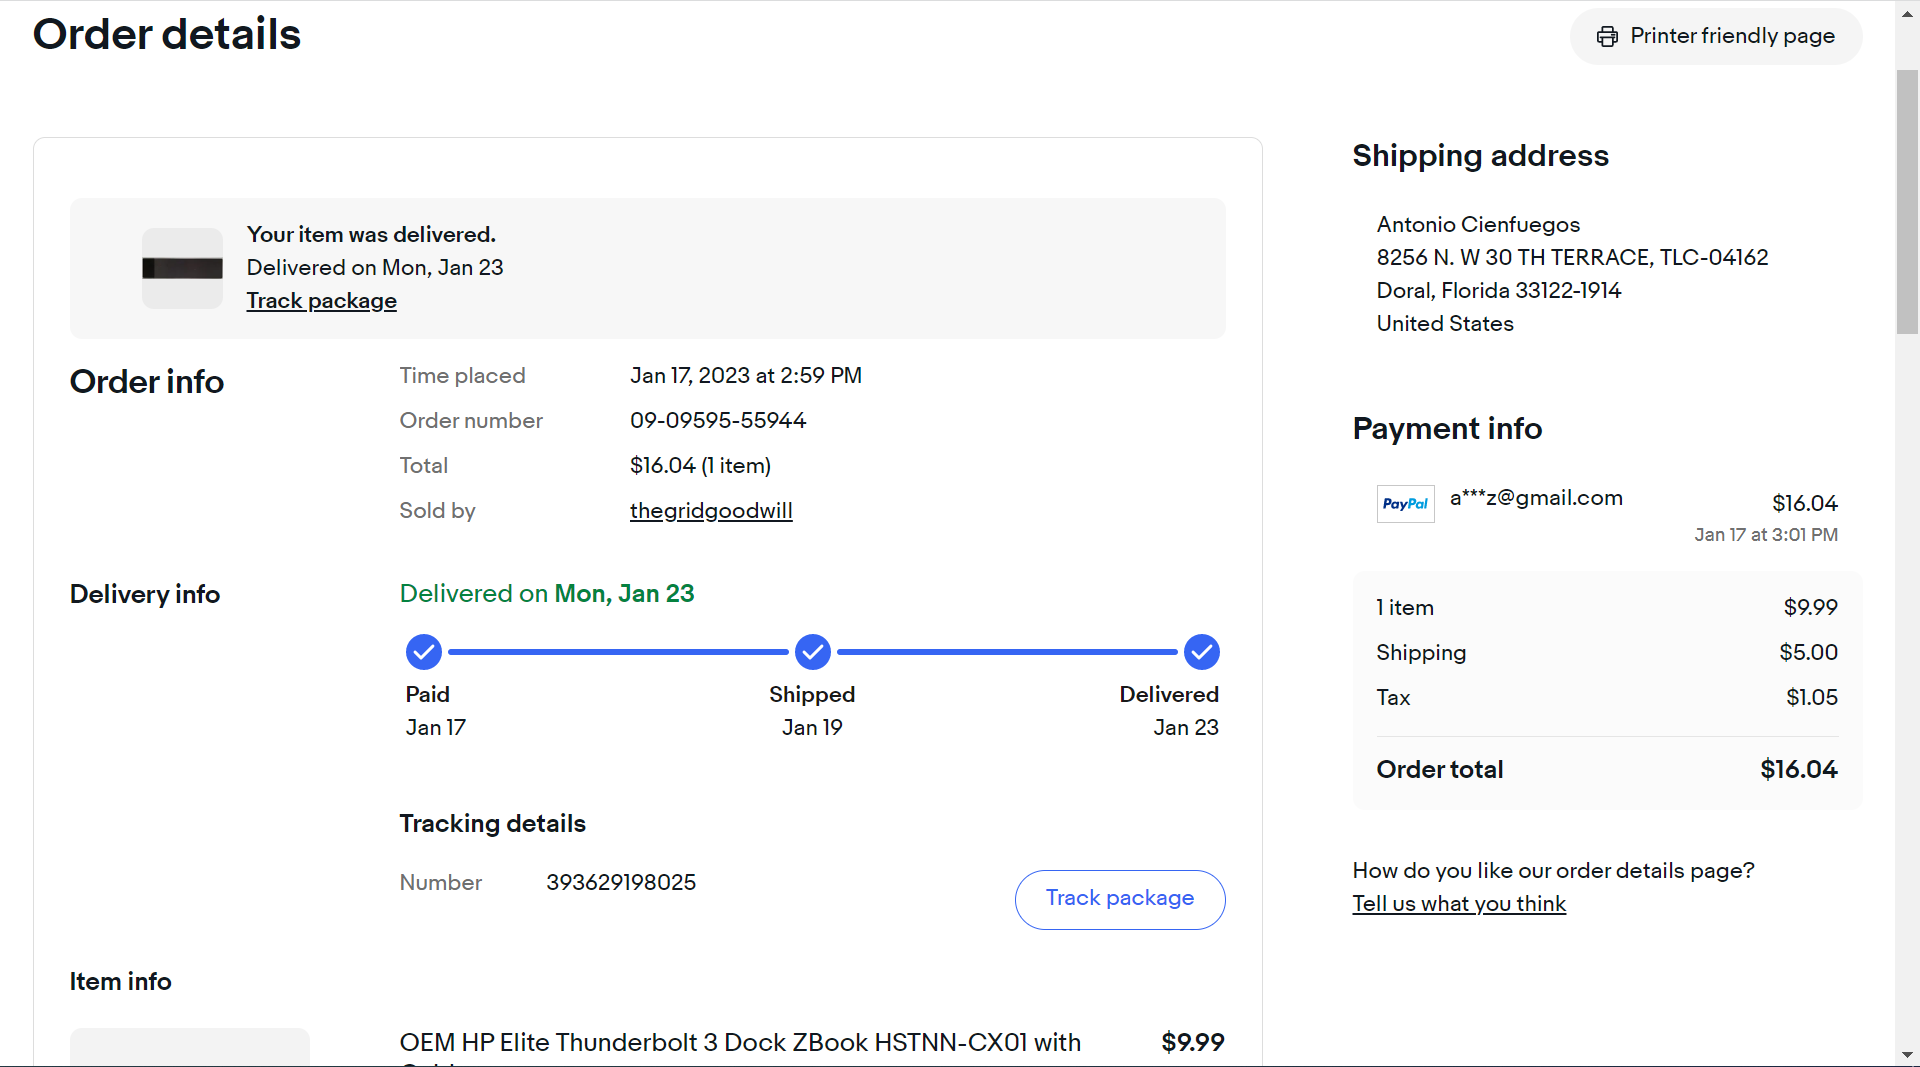 Order details
Printer friendly page
Your item was delivered.
Delivered on Mon, Jan 23
Track package
Order info
Time placed Jan 17, 2023 at 2:59 PM
Order number 09-09595-55944
Total $16.04 (1 item)
Sold by thegridgoodwill
Delivery info
Delivered on Mon, Jan 23
Paid Shipped Delivered
Jan 17 Jan 19 Jan 23
Tracking details
Number 393629198025
Track package
Item info
OEM HP Elite Thunderbolt 3 Dock ZBook HSTNN-CX01 with $9.99
Shipping address
Antonio Cienfuegos
8256 N. W 30 TH TERRACE, TLC-04162
Doral, Florida 33122-1914
United States
Payment info
PayPal a***z@gmail.com $16.04
Jan 17 at 3:01 PM
1 item $9.99
Shipping $5.00
Tax $1.05
Order total $16.04
How do you like our order details page?
Tell us what you think